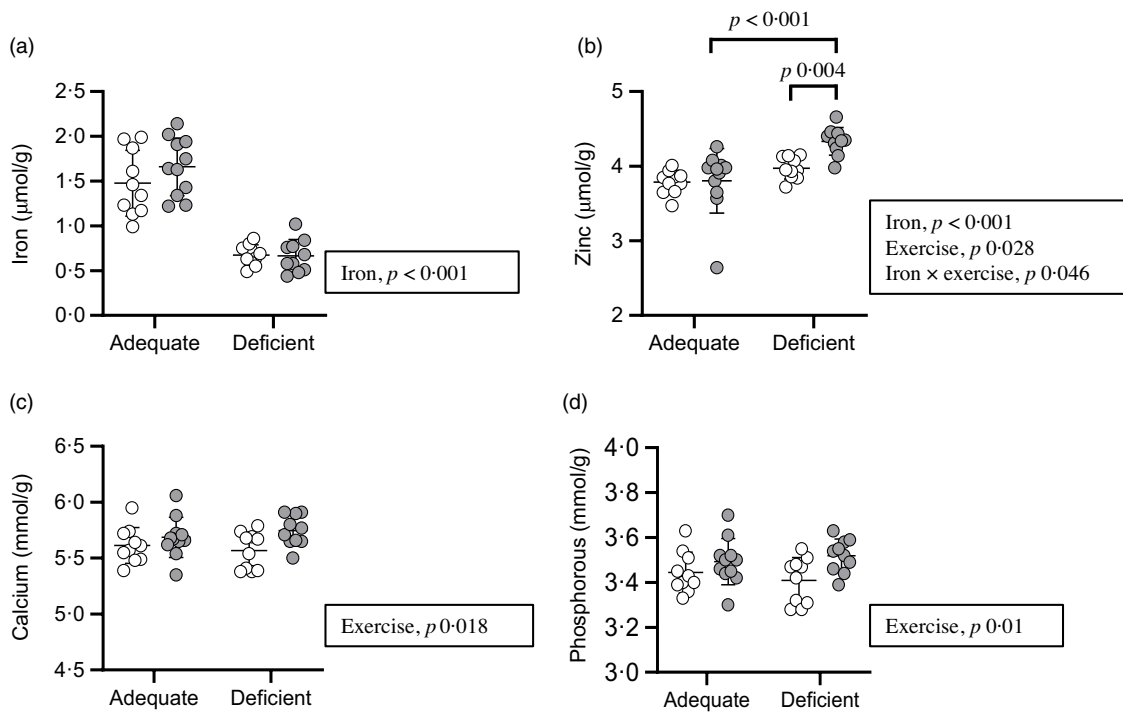 (a)
2·5
2·0
1·5
1·0
0·5
0·0
Iron (μmol/g)
Adequate
Deficient
Iron, p < 0·001
(b)
p < 0·001
p 0·004
5
4
3
2
Zinc (μmol/g)
Adequate
Deficient
Iron, p < 0·001
Exercise, p 0·028
Iron × exercise, p 0·046
(c)
6·5
6·0
5·5
5·0
4·5
Calcium (mmol/g)
Adequate
Deficient
Exercise, p 0·018
(d)
4·0
3·8
3·6
3·4
3·2
3·0
Phosphorous (mmol/g)
Adequate
Deficient
Exercise, p 0·01